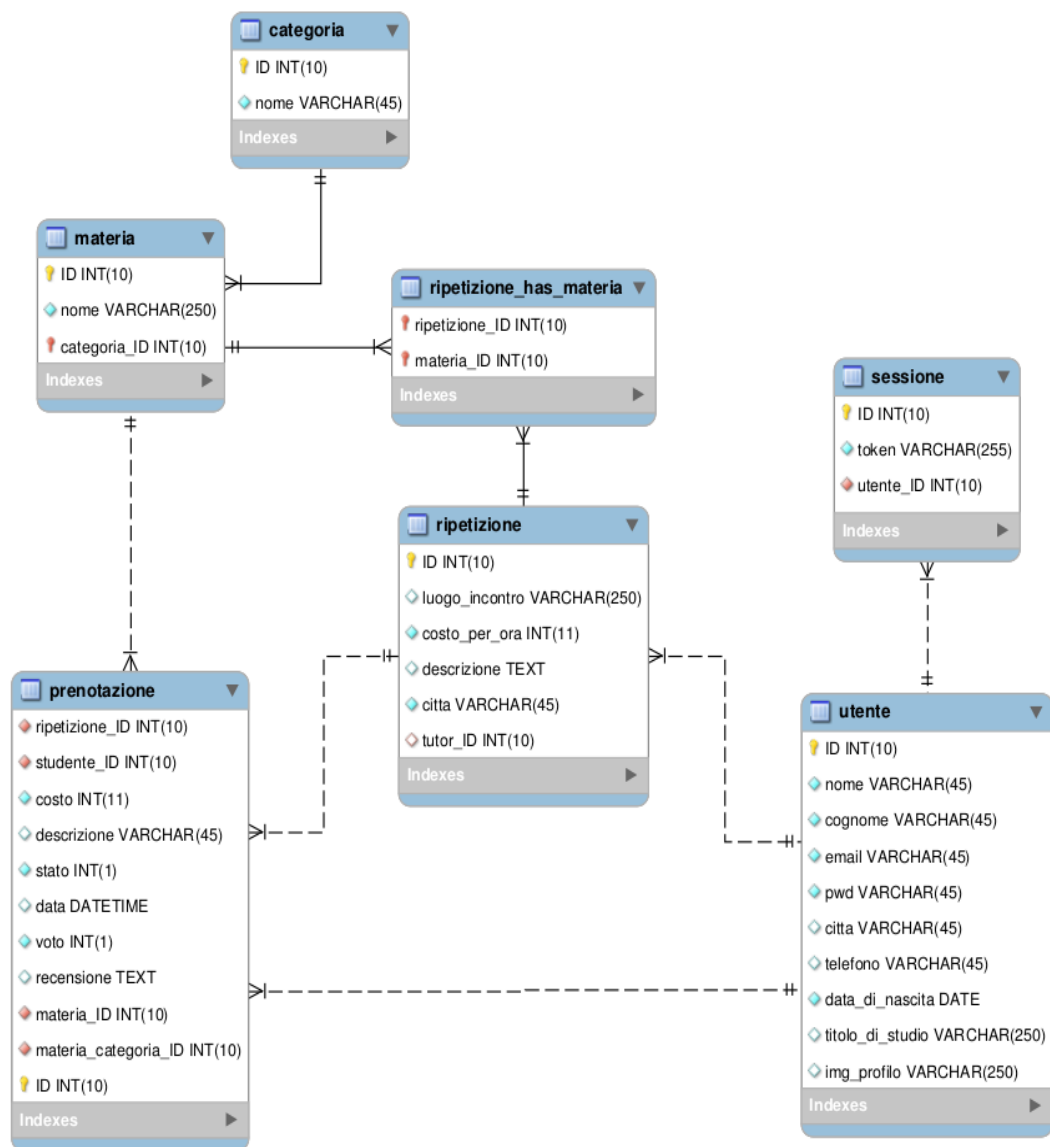 categoria
ID INT(10)
nome VARCHAR(45)
Indexes
materia
ID INT(10)
nome VARCHAR(250)
categoria_ID INT(10)
Indexes
ripetizione_has_materia
ripetizione_ID INT(10)
materia_ID INT(10)
Indexes
sessione
ID INT(10)
token VARCHAR(255)
utente_ID INT(10)
Indexes
ripetizione
ID INT(10)
luogo_incontro VARCHAR(250)
costo_per_ora INT(11)
descrizione TEXT
citta VARCHAR(45)
tutor_ID INT(10)
Indexes
prenotazione
ripetizione_ID INT(10)
studente_ID INT(10)
costo INT(11)
descrizione VARCHAR(45)
stato INT(1)
data DATETIME
voto INT(1)
recensione TEXT
materia_ID INT(10)
materia_categoria_ID INT(10)
ID INT(10)
Indexes
utente
ID INT(10)
nome VARCHAR(45)
cognome VARCHAR(45)
email VARCHAR(45)
pwd VARCHAR(45)
citta VARCHAR(45)
telefono VARCHAR(45)
data_di_nascita DATE
titolo_di_studio VARCHAR(250)
img_profilo VARCHAR(250)
Indexes